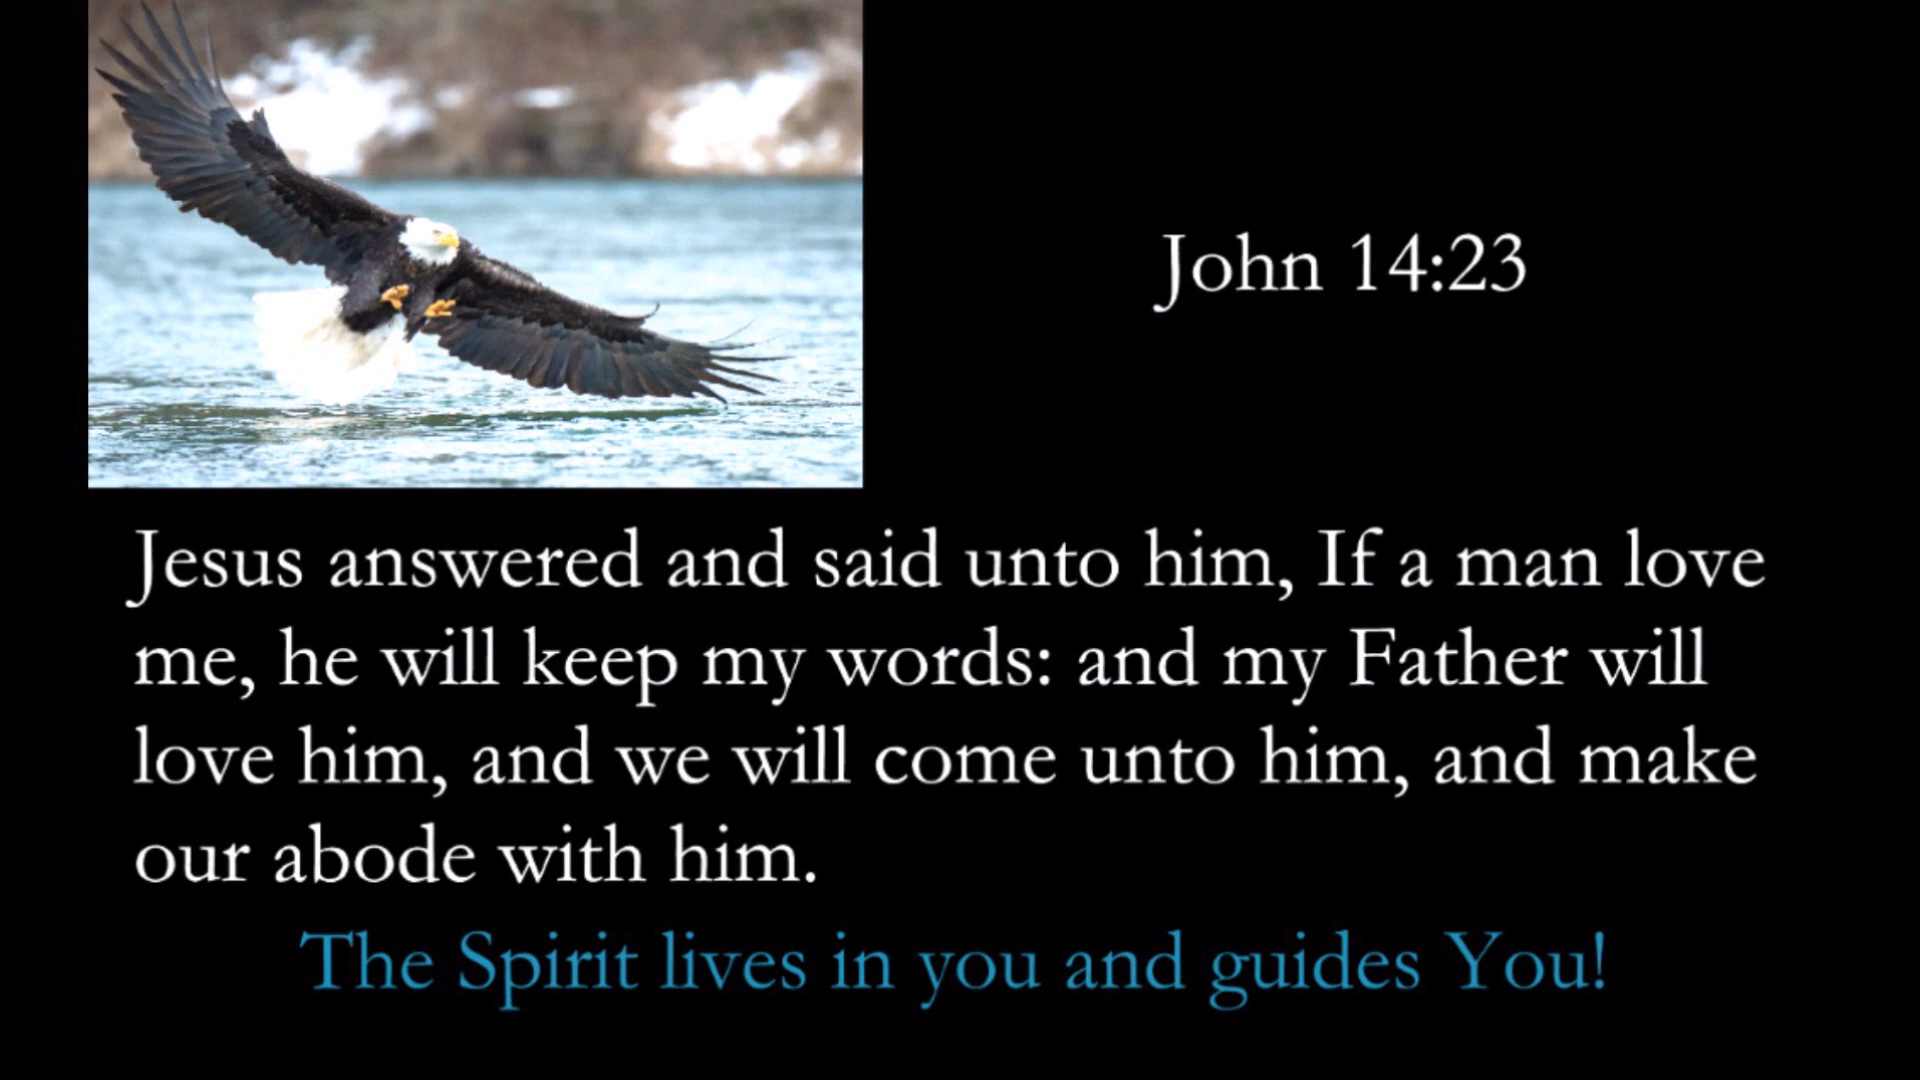 John 14:23
Jesus answered and said unto him, If a man love
me, he will keep my words: and my Father will
love him, and we will come unto him, and make
our abode with him.
The Spirit lives in you and guides You!